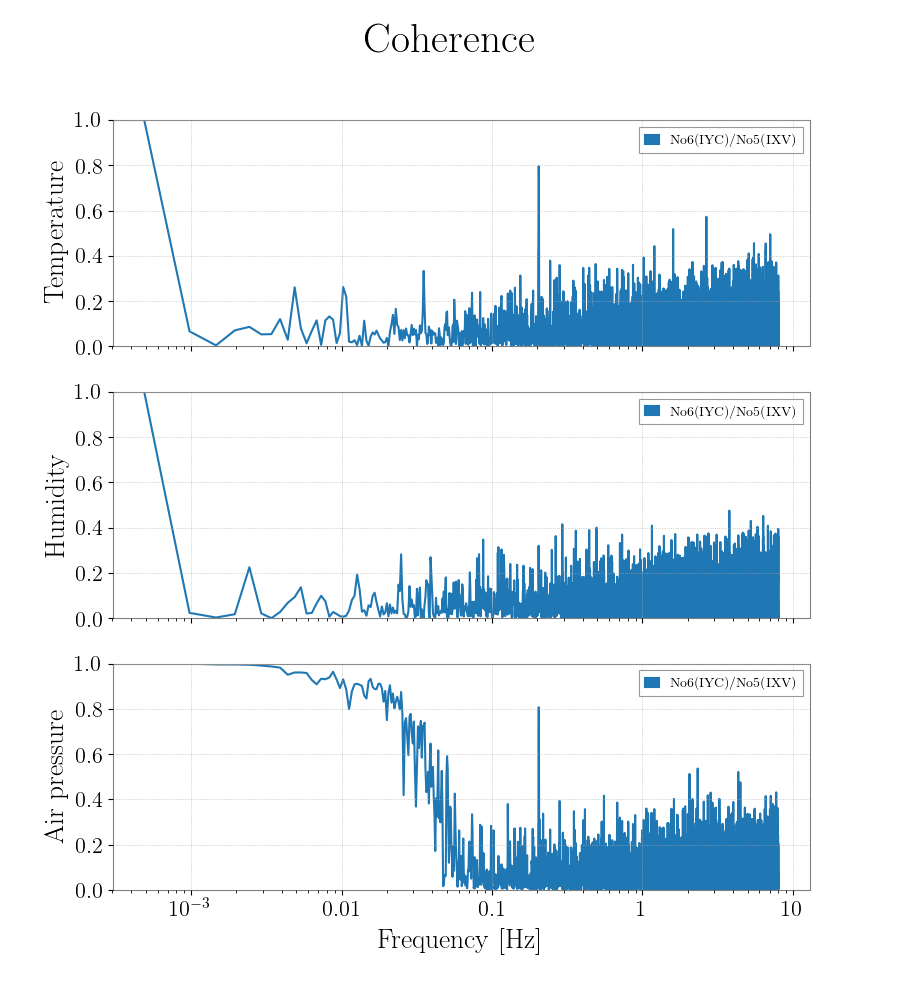 Coherence
Temperature
1.0
0.8
0.6
0.4
0.2
0.0
No6(IYC)/No5(IXV)
Humidity
1.0
0.8
0.6
0.4
0.2
0.0
No6(IYC)/No5(IXV)
Air pressure
1.0
0.8
0.6
0.4
0.2
0.0
No6(IYC)/No5(IXV)
10⁻³ 0.01 0.1 1 10
Frequency [Hz]